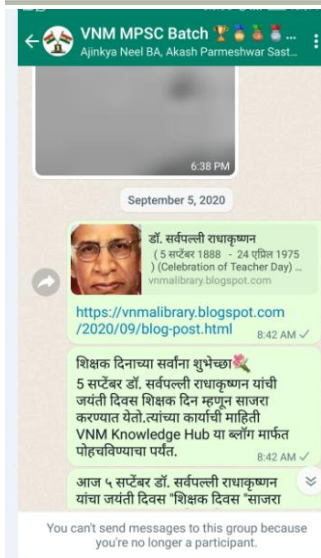 VNM MPSC Batch 🏆🏅🏅🏅...
Ajinkya Neel BA, Akash Parmeshwar Sast...
6:38 PM
September 5, 2020
डॉ. सर्वपल्ली राधाकृष्णन
( 5 सप्टेंबर 1888 - 24 एप्रिल 1975
) (Celebration of Teacher Day) ...
vnmalibrary.blogspot.com
https://vnmalibrary.blogspot.com
/2020/09/blog-post.html 8:42 AM
शिक्षक दिनाच्या सर्वांना शुभेच्छा💐
5 सप्टेंबर डॉ. सर्वपल्ली राधाकृष्णन यांची
जयंती दिवस शिक्षक दिन म्हणून साजरा
करण्यात येतो.त्यांच्या कार्याची माहिती
VNM Knowledge Hub या ब्लॉग मार्फत
पोहचविण्याचा पर्यंत. 8:42 AM
आज ५ सप्टेंबर डॉ. सर्वपल्ली राधाकृष्णन
यांचा जयंती दिवस "शिक्षक दिवस "साजरा
You can't send messages to this group because
you're no longer a participant.